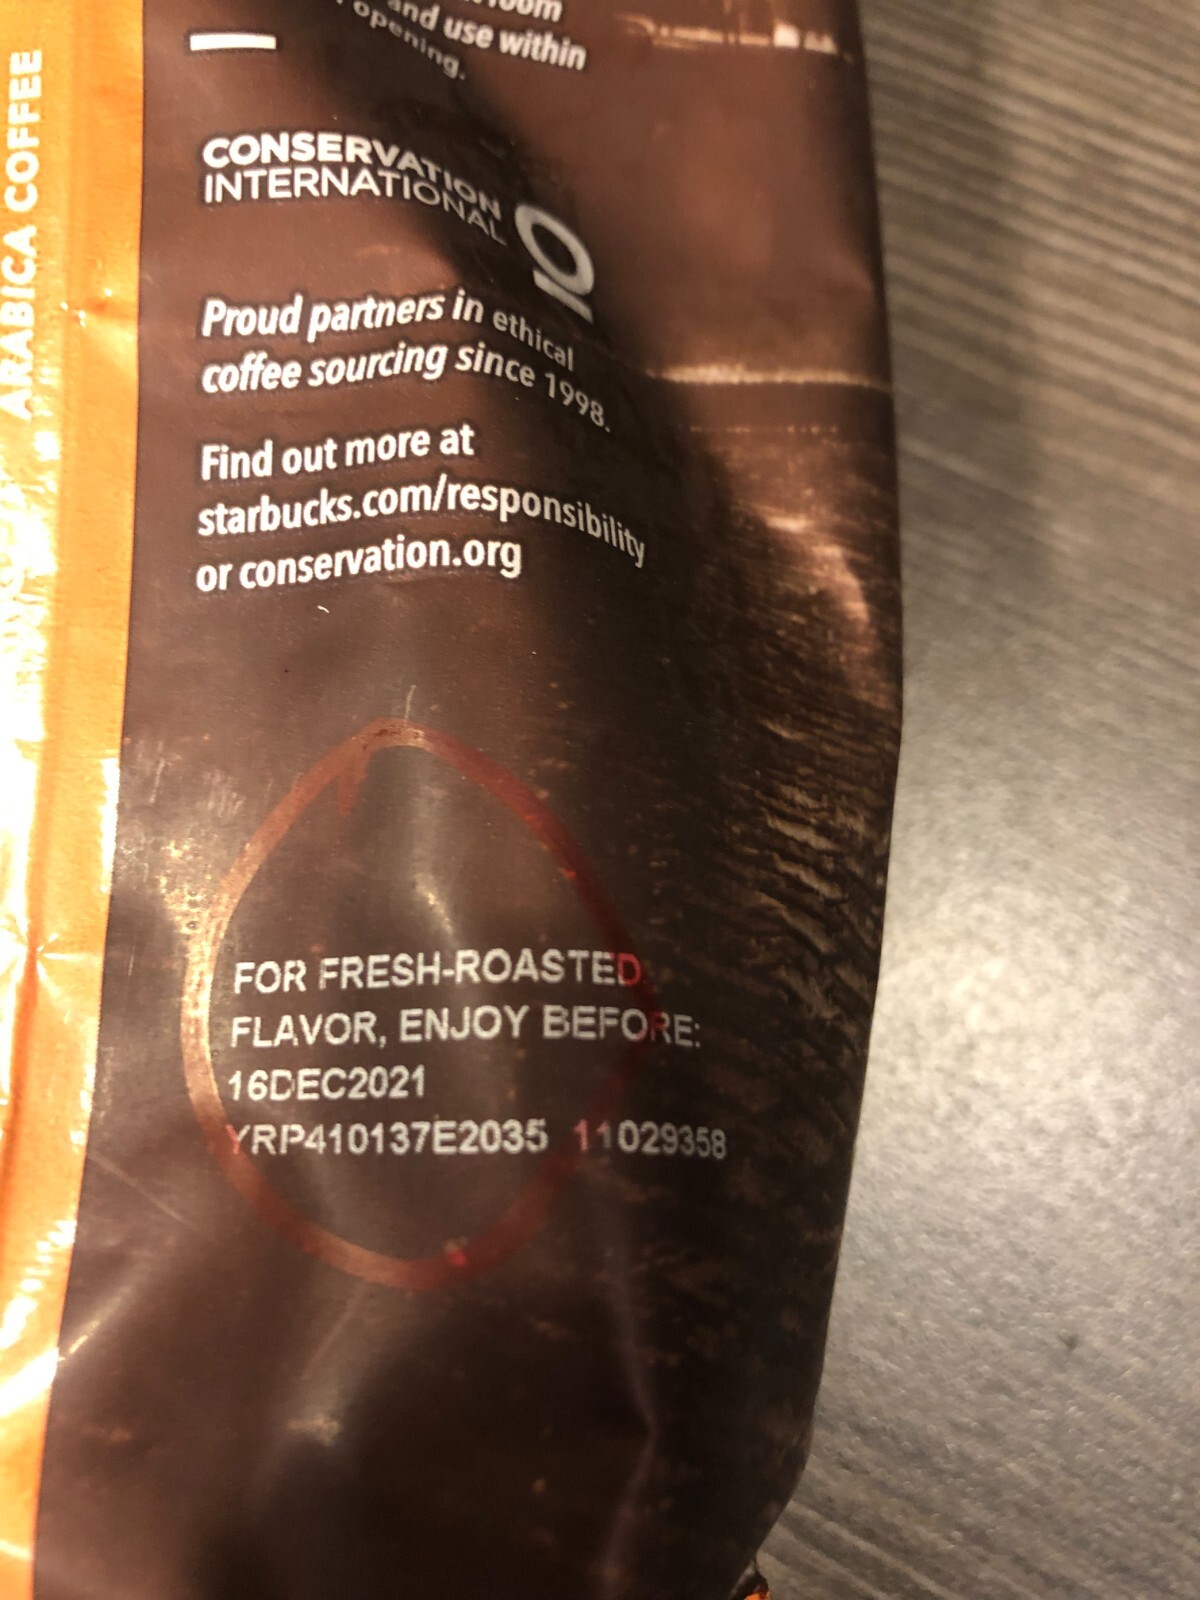 and use within
opening.
CONSERVATION
INTERNATIONAL
Proud partners in ethical
coffee sourcing since 1998.
Find out more at
starbucks.com/responsibility
or conservation.org
FOR FRESH-ROASTED
FLAVOR, ENJOY BEFORE:
16DEC2021
YRP410137E2035 11029358
ARABICA COFFEE